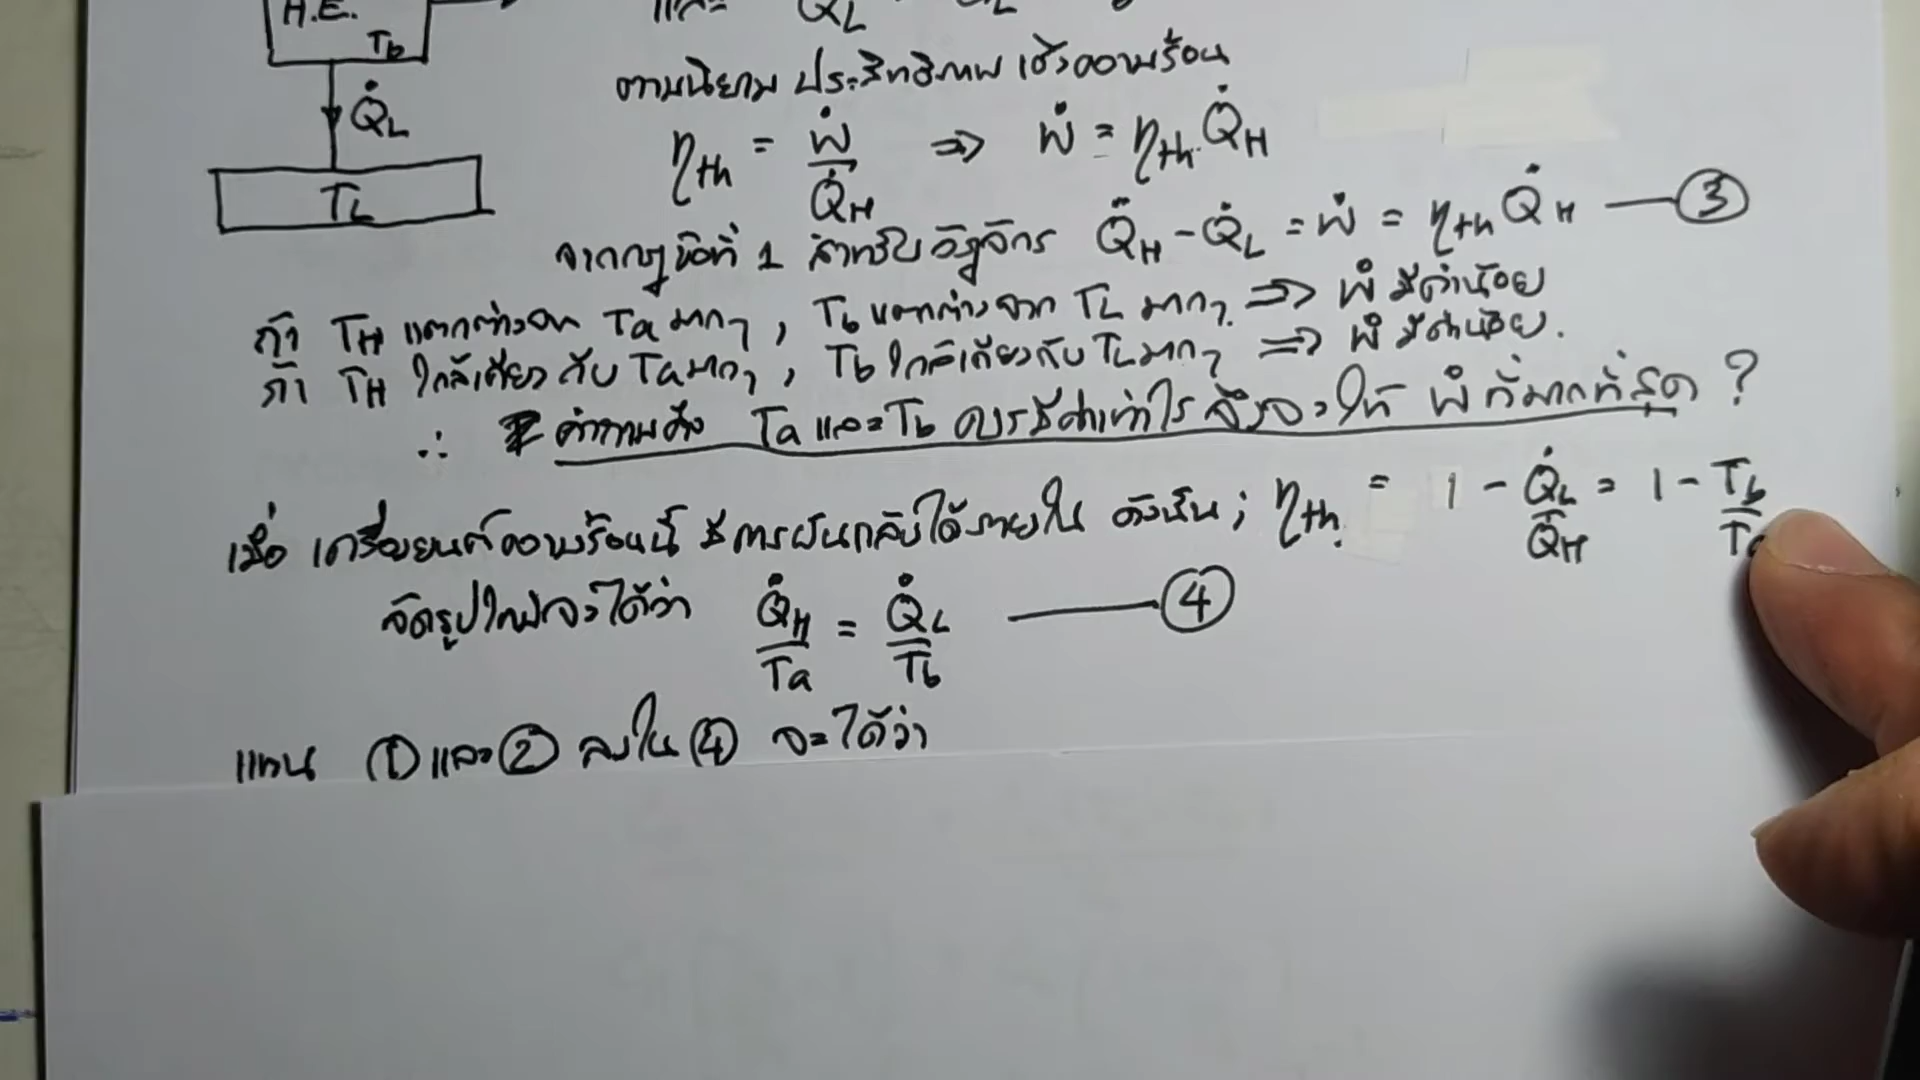 H.E.
Tb
Q̇L
TL
และ Q̇L
ตามนิยาม ประสิทธิภาพเชิงความร้อน
ηth = Ẇ/Q̇H ⇒ Ẇ = ηth Q̇H
จากกฎข้อที่ 1 สำหรับวัฏจักร Q̇H - Q̇L = Ẇ = ηth Q̇H — ③
ถ้า TH แตกต่างจาก Ta มากๆ , Tb แตกต่างจาก TL มากๆ ⇒ Ẇ มีค่าน้อย
ถ้า TH ใกล้เคียงกับ Ta มากๆ , Tb ใกล้เคียงกับ TL มากๆ ⇒ Ẇ มีค่าน้อย.
∴ คำถามคือ Ta และ Tb ควรมีค่าเท่าไรจึงจะให้ Ẇ ที่มากที่สุด ?
เมื่อ เครื่องยนต์ความร้อนนี้ มีการผันกลับได้ภายใน ดังนั้น ; ηth = 1 - Q̇L/Q̇H = 1 - Tb/Ta
จัดรูปใหม่จะได้ว่า Q̇H/Ta = Q̇L/Tb — ④
แทน ① และ ② ลงใน ④ จะได้ว่า